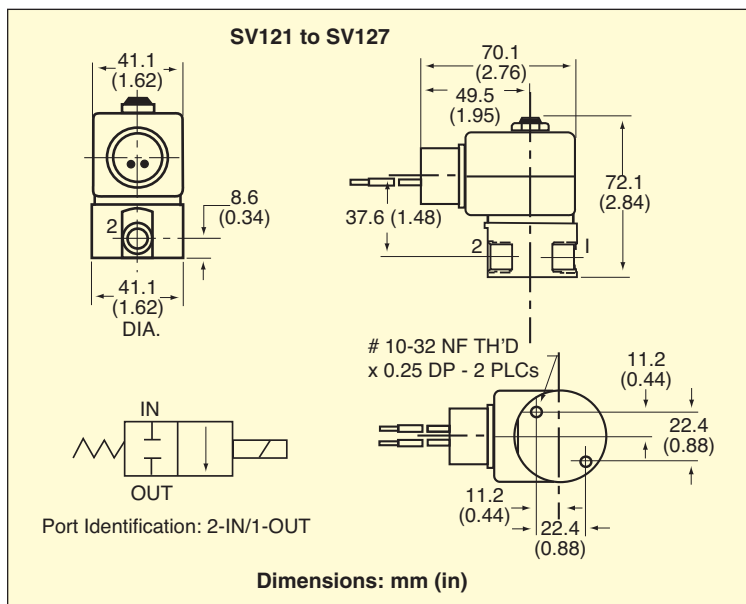 SV121 to SV127
41.1
(1.62)
8.6
(0.34)
2
41.1
(1.62)
DIA.
70.1
(2.76)
49.5
(1.95)
72.1
(2.84)
37.6 (1.48)
2
I
# 10-32 NF TH'D
x 0.25 DP - 2 PLCs
11.2
(0.44)
22.4
(0.88)
11.2
(0.44)
22.4
(0.88)
IN
OUT
Port Identification: 2-IN/1-OUT
Dimensions: mm (in)